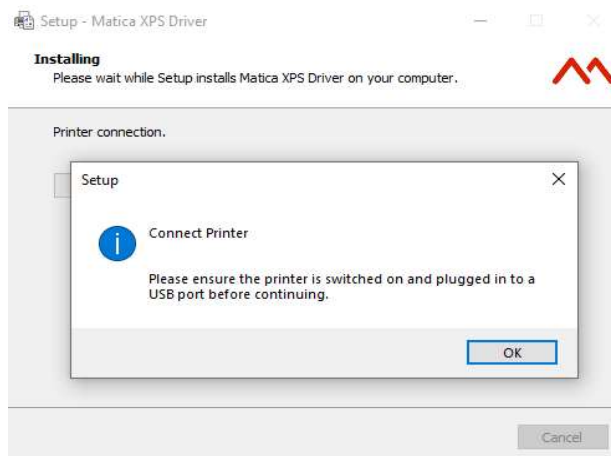 Setup - Matica XPS Driver
Installing
Please wait while Setup installs Matica XPS Driver on your computer.
Printer connection.
Setup
Connect Printer
Please ensure the printer is switched on and plugged in to a
USB port before continuing.
OK
Cancel